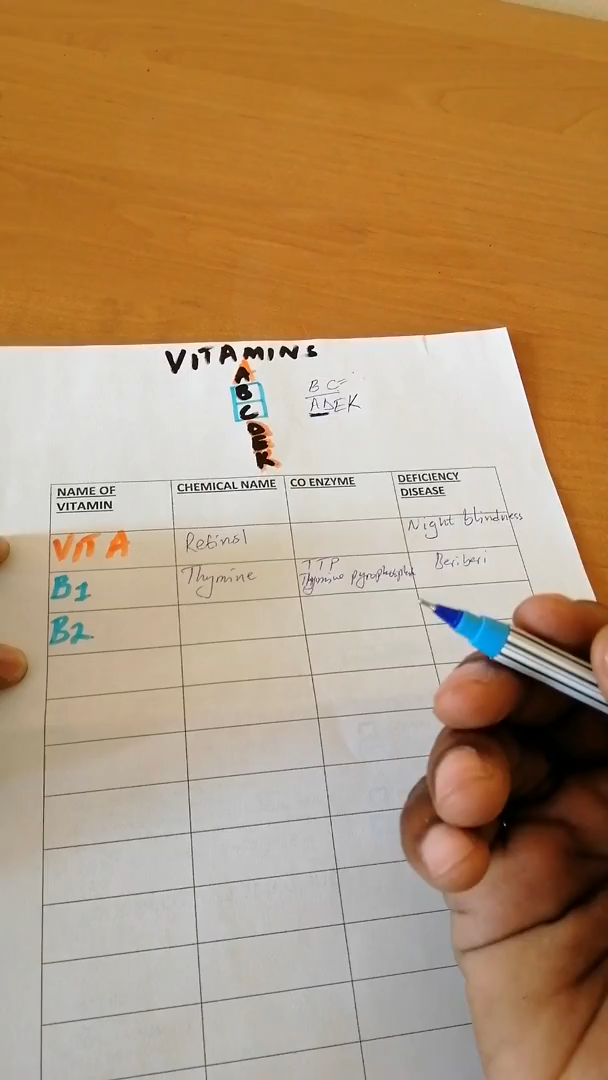 VITAMINS
A
B
C
D
E
K
B C
ADEK
NAME OF VITAMIN
CHEMICAL NAME
CO ENZYME
DEFICIENCY DISEASE
VIT A
Retinol
Night blindness
B1
Thymine
TTP
Thymine pyrophosphate
Beriberi
B2